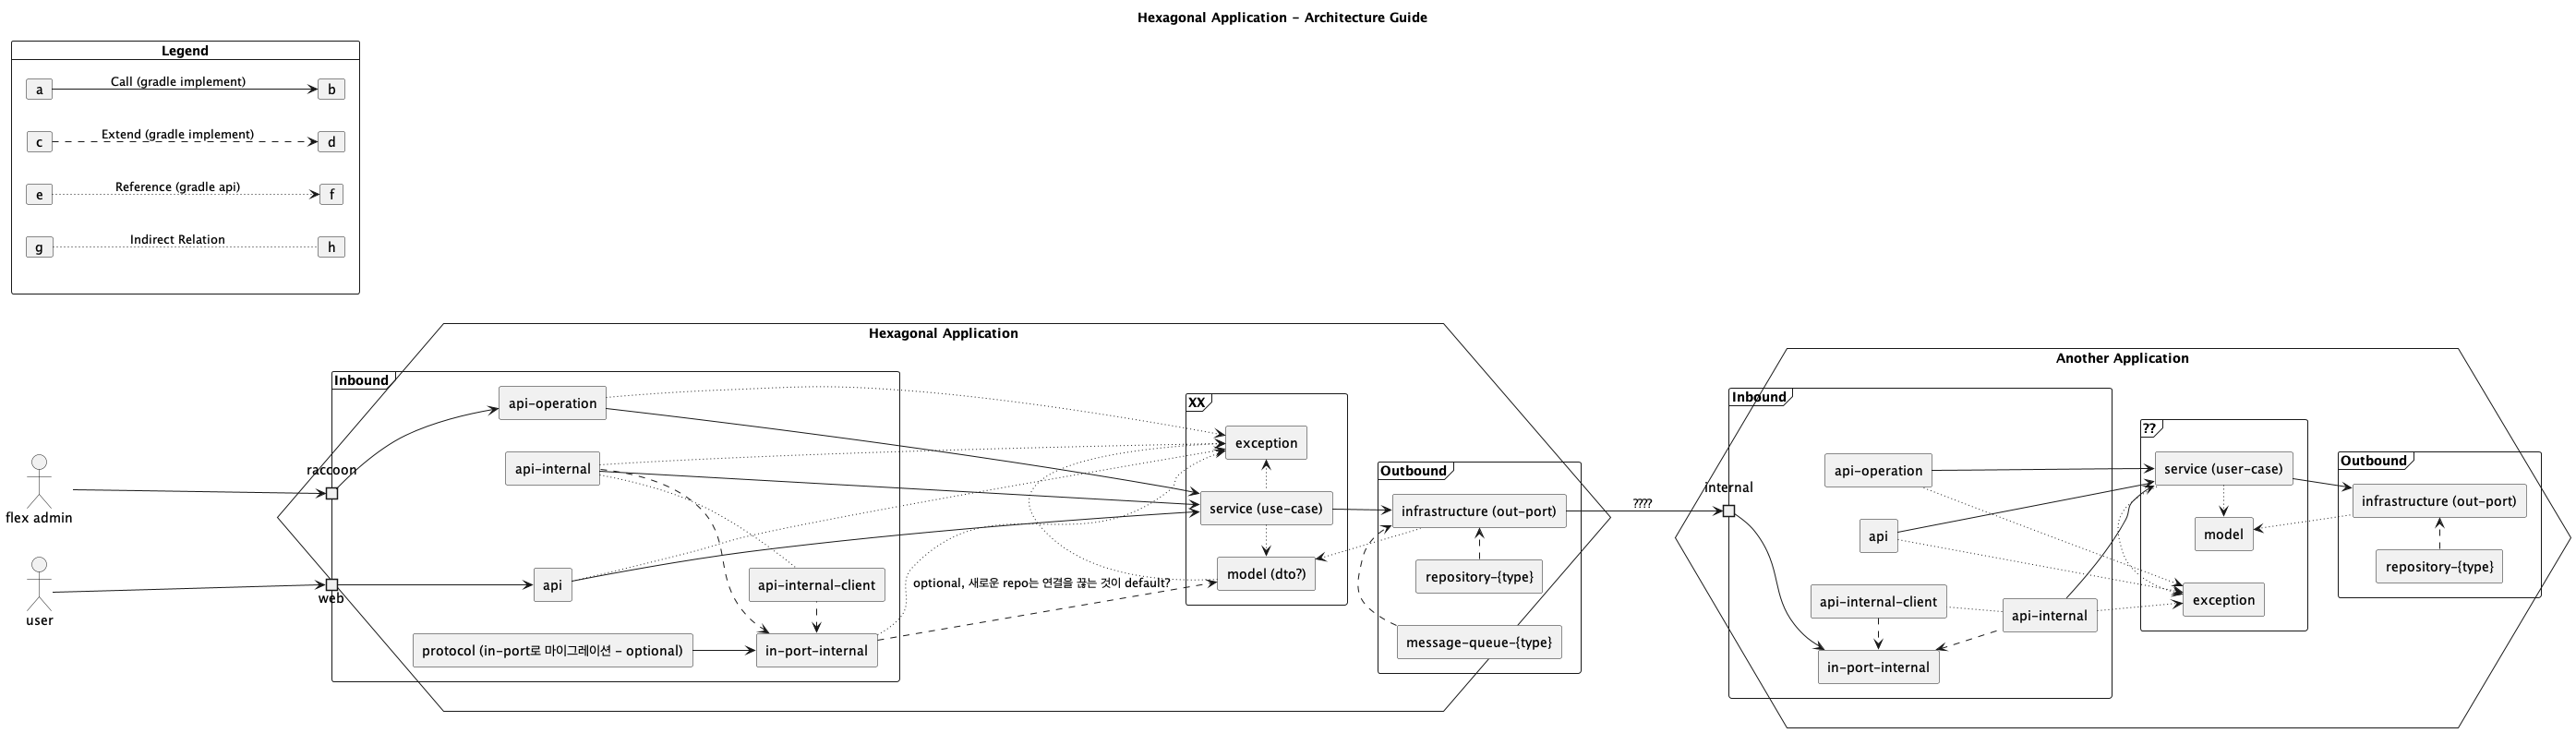 Hexagonal Application - Architecture Guide
Legend
a
Call (gradle implement)
b
c
Extend (gradle implement)
d
e
Reference (gradle api)
f
g
Indirect Relation
h
flex admin
user
Hexagonal Application
raccoon
web
Inbound
api-operation
api-internal
api
api-internal-client
protocol (in-port로 마이그레이션 - optional)
in-port-internal
optional, 새로운 repo는 연결을 끊는 것이 default?
XX
exception
service (use-case)
model (dto?)
Outbound
infrastructure (out-port)
repository-{type}
message-queue-{type}
????
Another Application
internal
Inbound
api-operation
api
api-internal-client
api-internal
in-port-internal
??
service (user-case)
model
exception
Outbound
infrastructure (out-port)
repository-{type}